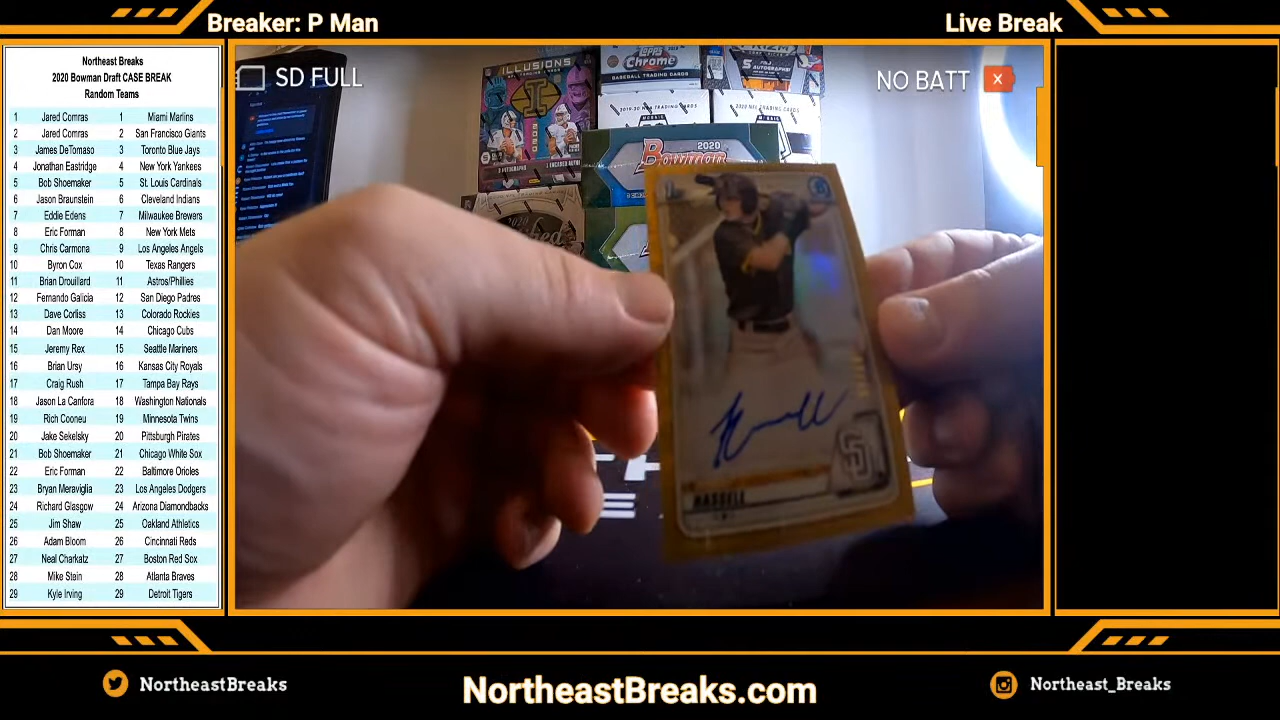 Breaker: P Man
Live Break
Northeast Breaks
2020 Bowman Draft CASE BREAK
Random Teams
1 Jared Comras 1 Miami Marlins
2 Jared Comras 2 San Francisco Giants
3 James DeTomaso 3 Toronto Blue Jays
4 Jonathan Eastridge 4 New York Yankees
5 Bob Shoemaker 5 St. Louis Cardinals
6 Jason Braunstein 6 Cleveland Indians
7 Eddie Edens 7 Milwaukee Brewers
8 Eric Forman 8 New York Mets
9 Chris Carmona 9 Los Angeles Angels
10 Byron Cox 10 Texas Rangers
11 Brian Drouillard 11 Astros/Phillies
12 Fernando Galicia 12 San Diego Padres
13 Dave Corliss 13 Colorado Rockies
14 Dan Moore 14 Chicago Cubs
15 Jeremy Rex 15 Seattle Mariners
16 Brian Ursy 16 Kansas City Royals
17 Craig Rush 17 Tampa Bay Rays
18 Jason La Canfora 18 Washington Nationals
19 Rich Cooneu 19 Minnesota Twins
20 Jake Sekelsky 20 Pittsburgh Pirates
21 Bob Shoemaker 21 Chicago White Sox
22 Eric Forman 22 Baltimore Orioles
23 Bryan Meraviglia 23 Los Angeles Dodgers
24 Richard Glasgow 24 Arizona Diamondbacks
25 Jim Shaw 25 Oakland Athletics
26 Adam Bloom 26 Cincinnati Reds
27 Neal Charkatz 27 Boston Red Sox
28 Mike Stein 28 Atlanta Braves
29 Kyle Irving 29 Detroit Tigers
SD FULL
NO BATT
ILLUSIONS
Topps
Chrome
BASEBALL TRADING CARDS
2020
Bowman
HASSELL
SD
NortheastBreaks
NortheastBreaks.com
Northeast_Breaks